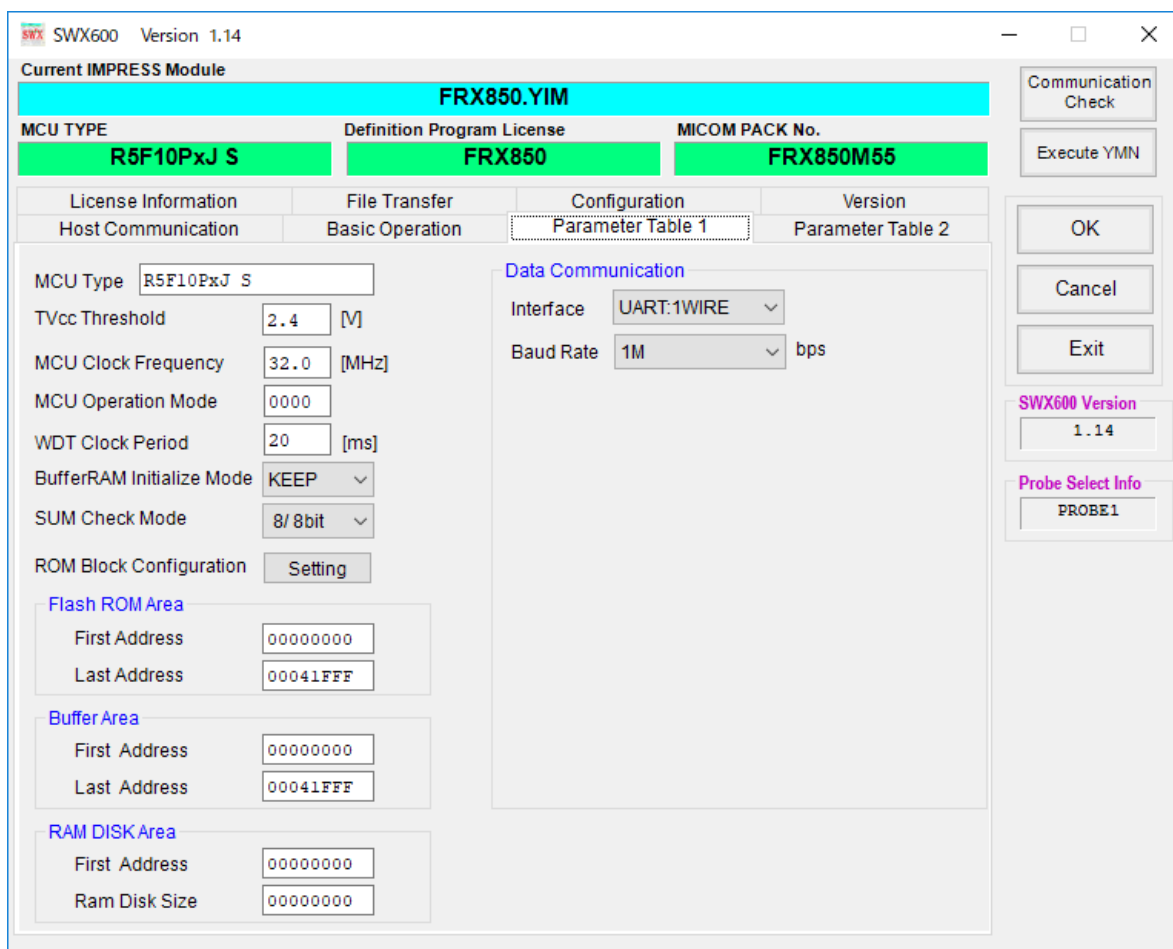 SWX SWX600 Version 1.14
Current IMPRESS Module
FRX850.YIM
MCU TYPE Definition Program License MICOM PACK No.
R5F10PxJ S FRX850 FRX850M55
Communication
Check
Execute YMN
License Information File Transfer Configuration Version
Host Communication Basic Operation Parameter Table 1 Parameter Table 2
MCU Type R5F10PxJ S
TVcc Threshold 2.4 [V]
MCU Clock Frequency 32.0 [MHz]
MCU Operation Mode 0000
WDT Clock Period 20 [ms]
BufferRAM Initialize Mode KEEP
SUM Check Mode 8/ 8bit
ROM Block Configuration Setting
Flash ROM Area
First Address 00000000
Last Address 00041FFF
Buffer Area
First Address 00000000
Last Address 00041FFF
RAM DISK Area
First Address 00000000
Ram Disk Size 00000000
Data Communication
Interface UART:1WIRE
Baud Rate 1M bps
OK
Cancel
Exit
SWX600 Version
1.14
Probe Select Info
PROBE1